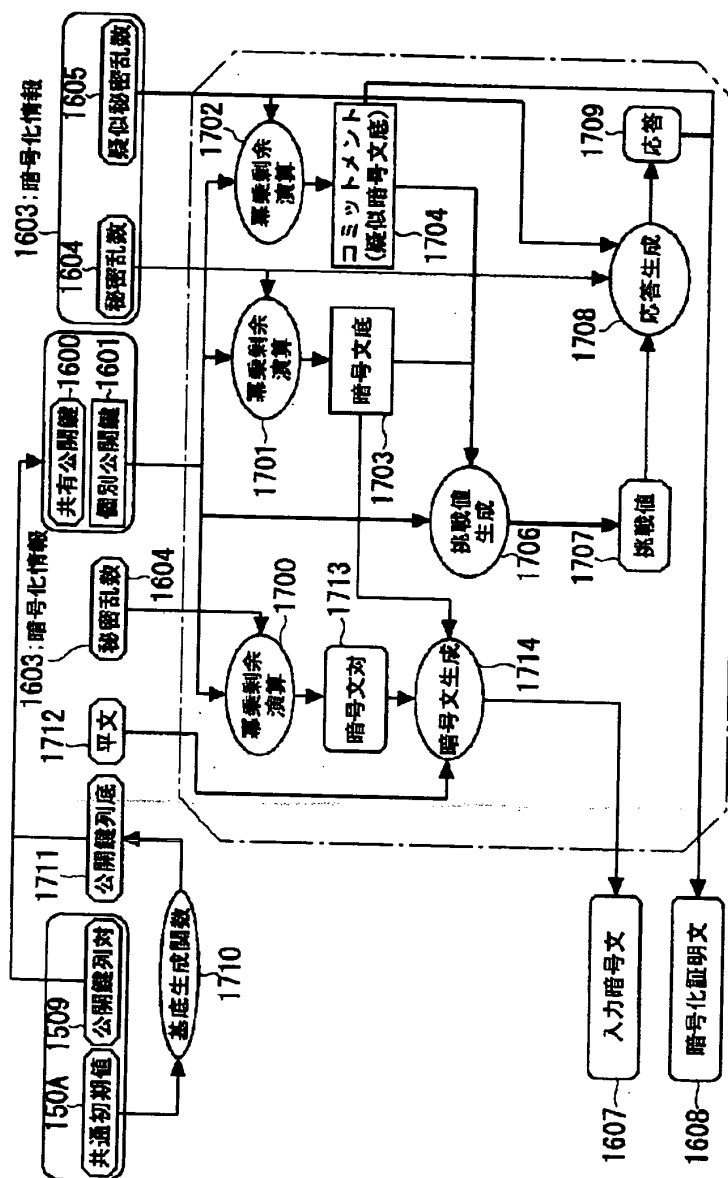 150A
1509
共通初期値
公開鍵列対
1710
基底生成関数
1711
公開鍵列底
1712
平文
1603;暗号化情報
秘密乱数
1604
共有公開鍵
1600
個別公開鍵
1601
1603;暗号化情報
1604
秘密乱数
1605
疑似秘密乱数
冪乗剰余
演算
1700
冪乗剰余
演算
1701
冪乗剰余
演算
1702
暗号文対
1713
暗号文底
1703
コミットメント
(疑似暗号文底)
1704
暗号文生成
1714
挑戦値
生成
1706
挑戦値
1707
応答生成
1708
応答
1709
入力暗号文
1607
暗号化証明文
1608